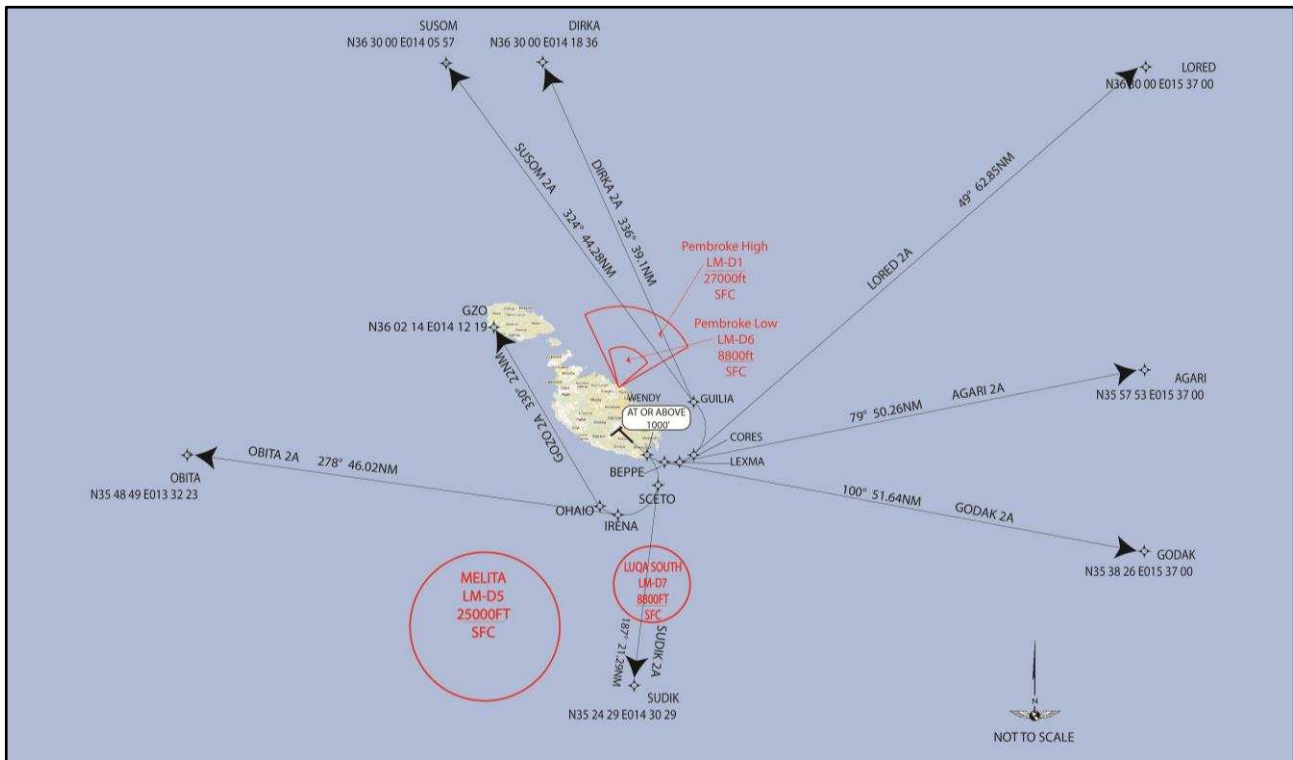 SUSOM
N36 30 00 E014 05 57
DIRKA
N36 30 00 E014 18 36
LORED
N36 30 00 E015 37 00
SUSOM 2A 324° 44.28NM
DIRKA 2A 336° 39.1NM
LORED 2A 49° 62.85NM
Pembroke High
LM-D1
27000ft
SFC
Pembroke Low
LM-D6
8800ft
SFC
GZO
N36 02 14 E014 12 19
GOZO 2A 330° 22NM
WENDY
AT OR ABOVE
1000'
GUILIA
AGARI
N35 57 53 E015 37 00
79° 50.26NM AGARI 2A
CORES
LEXMA
BEPPE
SCETO
OBITA 2A 278° 46.02NM
OBITA
N35 48 49 E013 32 23
OHAIO
IRENA
100° 51.64NM GODAK 2A
GODAK
N35 38 26 E015 37 00
MELITA
LM-D5
25000FT
SFC
LUQA SOUTH
LM-D7
8800FT
SFC
187° 21.29NM
SUDIK 2A
SUDIK
N35 24 29 E014 30 29
N
NOT TO SCALE